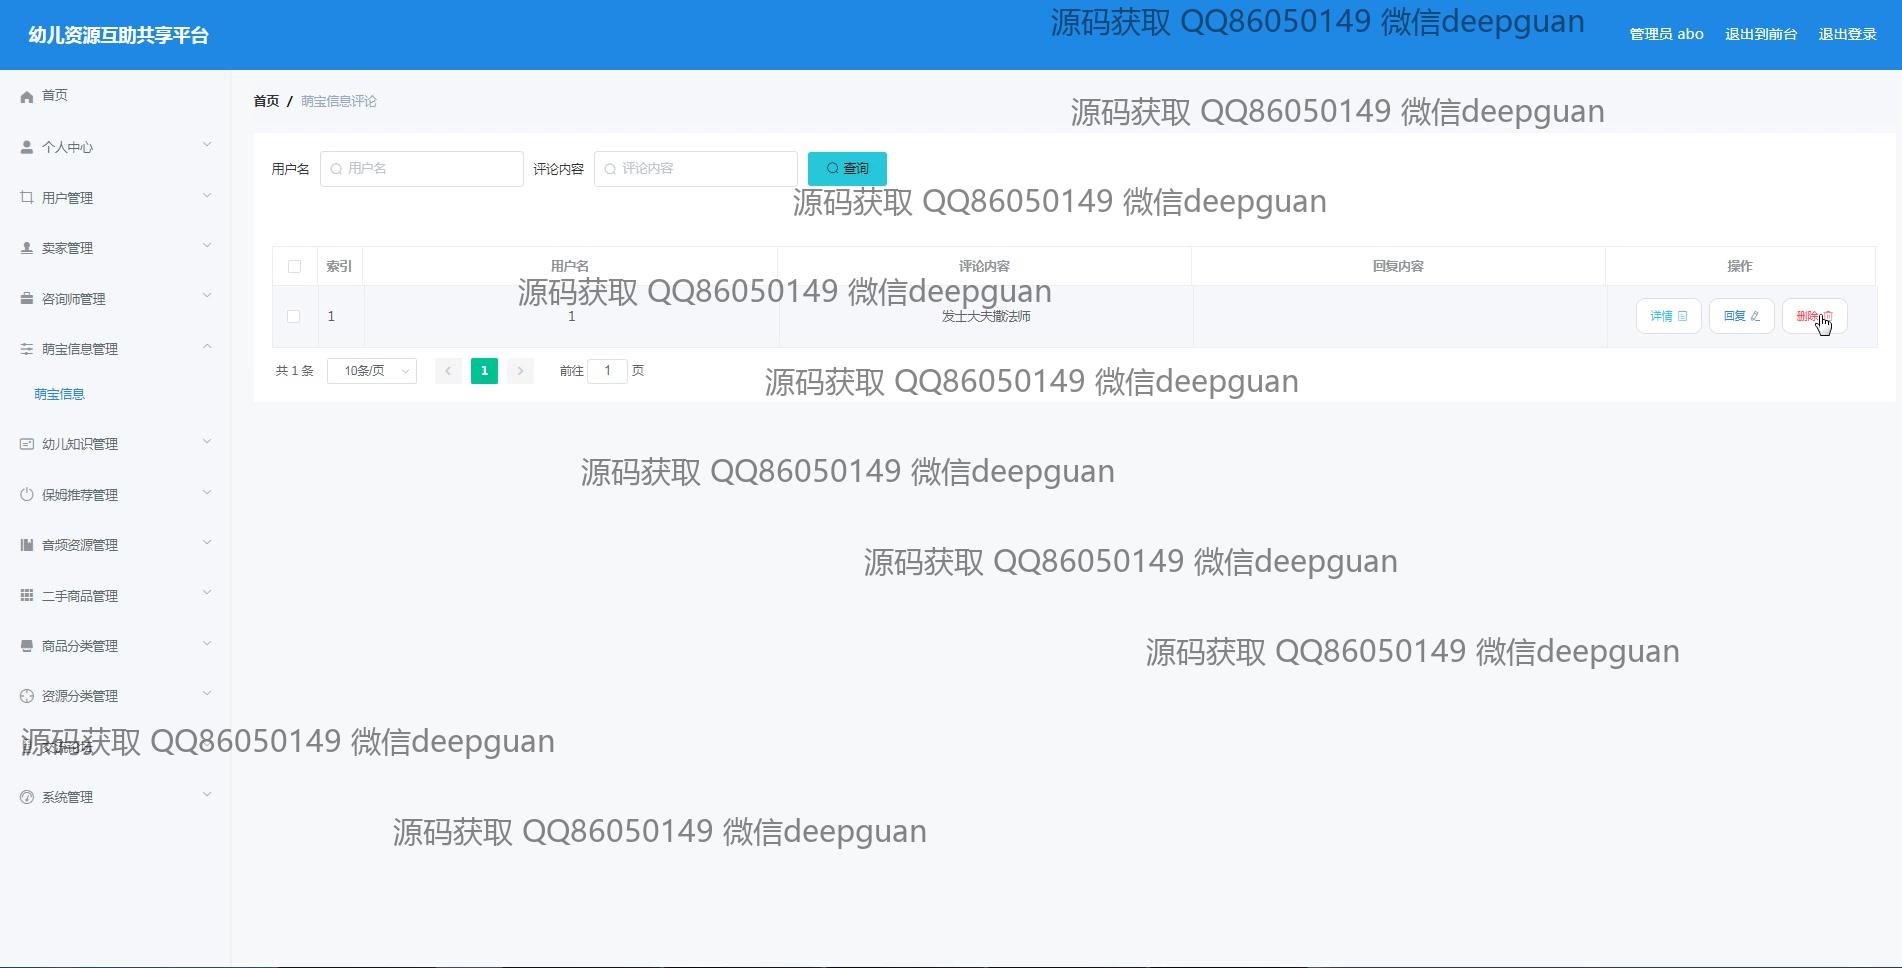 幼儿资源互助共享平台
源码获取 QQ86050149 微信deepguan
管理员 abo 退出到前台 退出登录
首页
首页 / 萌宝信息评论
源码获取 QQ86050149 微信deepguan
个人中心
用户名 用户名 评论内容 评论内容 查询
用户管理
源码获取 QQ86050149 微信deepguan
卖家管理
索引 用户名 评论内容 回复内容 操作
源码获取 QQ86050149 微信deepguan
咨询师管理
1 1 发士大夫撒法师 详情 回复 删除
萌宝信息管理
共 1 条 10条/页 1 前往 1 页
源码获取 QQ86050149 微信deepguan
萌宝信息
幼儿知识管理
源码获取 QQ86050149 微信deepguan
保姆推荐管理
音频资源管理
源码获取 QQ86050149 微信deepguan
二手商品管理
商品分类管理
源码获取 QQ86050149 微信deepguan
资源分类管理
源码获取 QQ86050149 微信deepguan
系统管理
源码获取 QQ86050149 微信deepguan